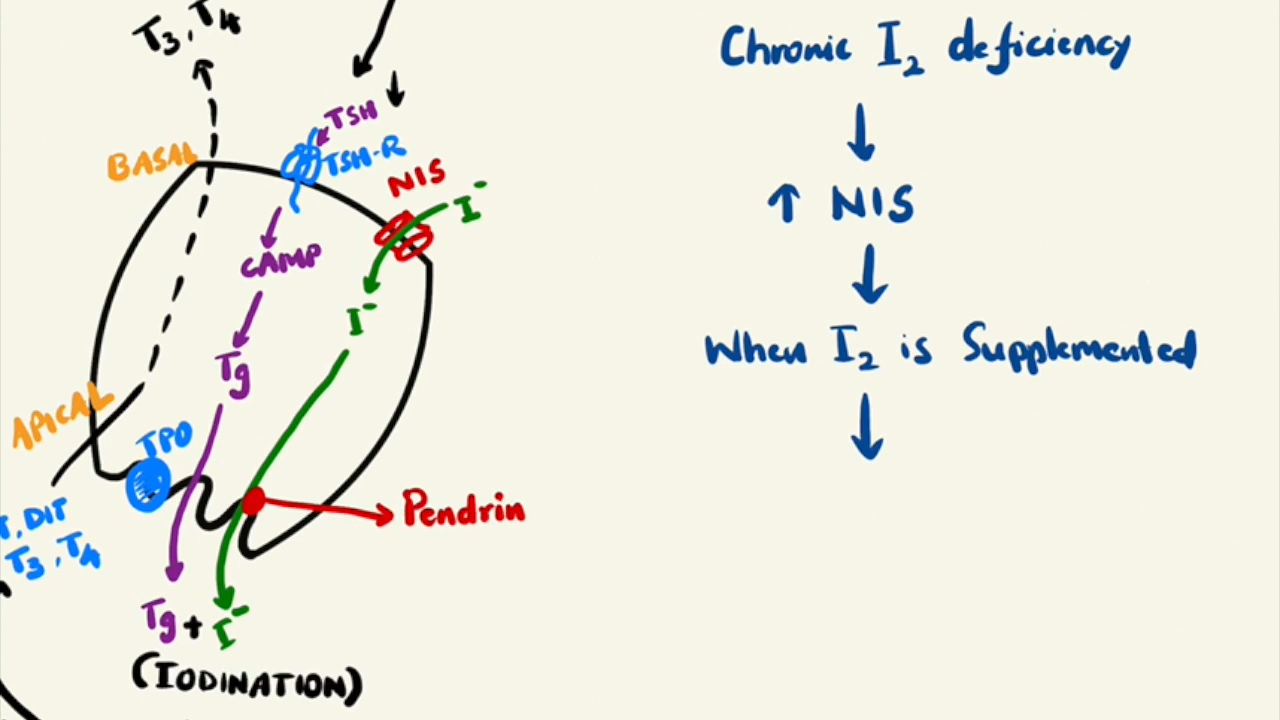 T3, T4
TSH
TSH-R
BASAL
NIS
I⁻
cAMP
I⁻
Tg
APICAL
TPO
T, DIT
T3, T4
Pendrin
Tg + I⁻
(IODINATION)
Chronic I2 deficiency
↓
↑ NIS
↓
When I2 is Supplemented
↓